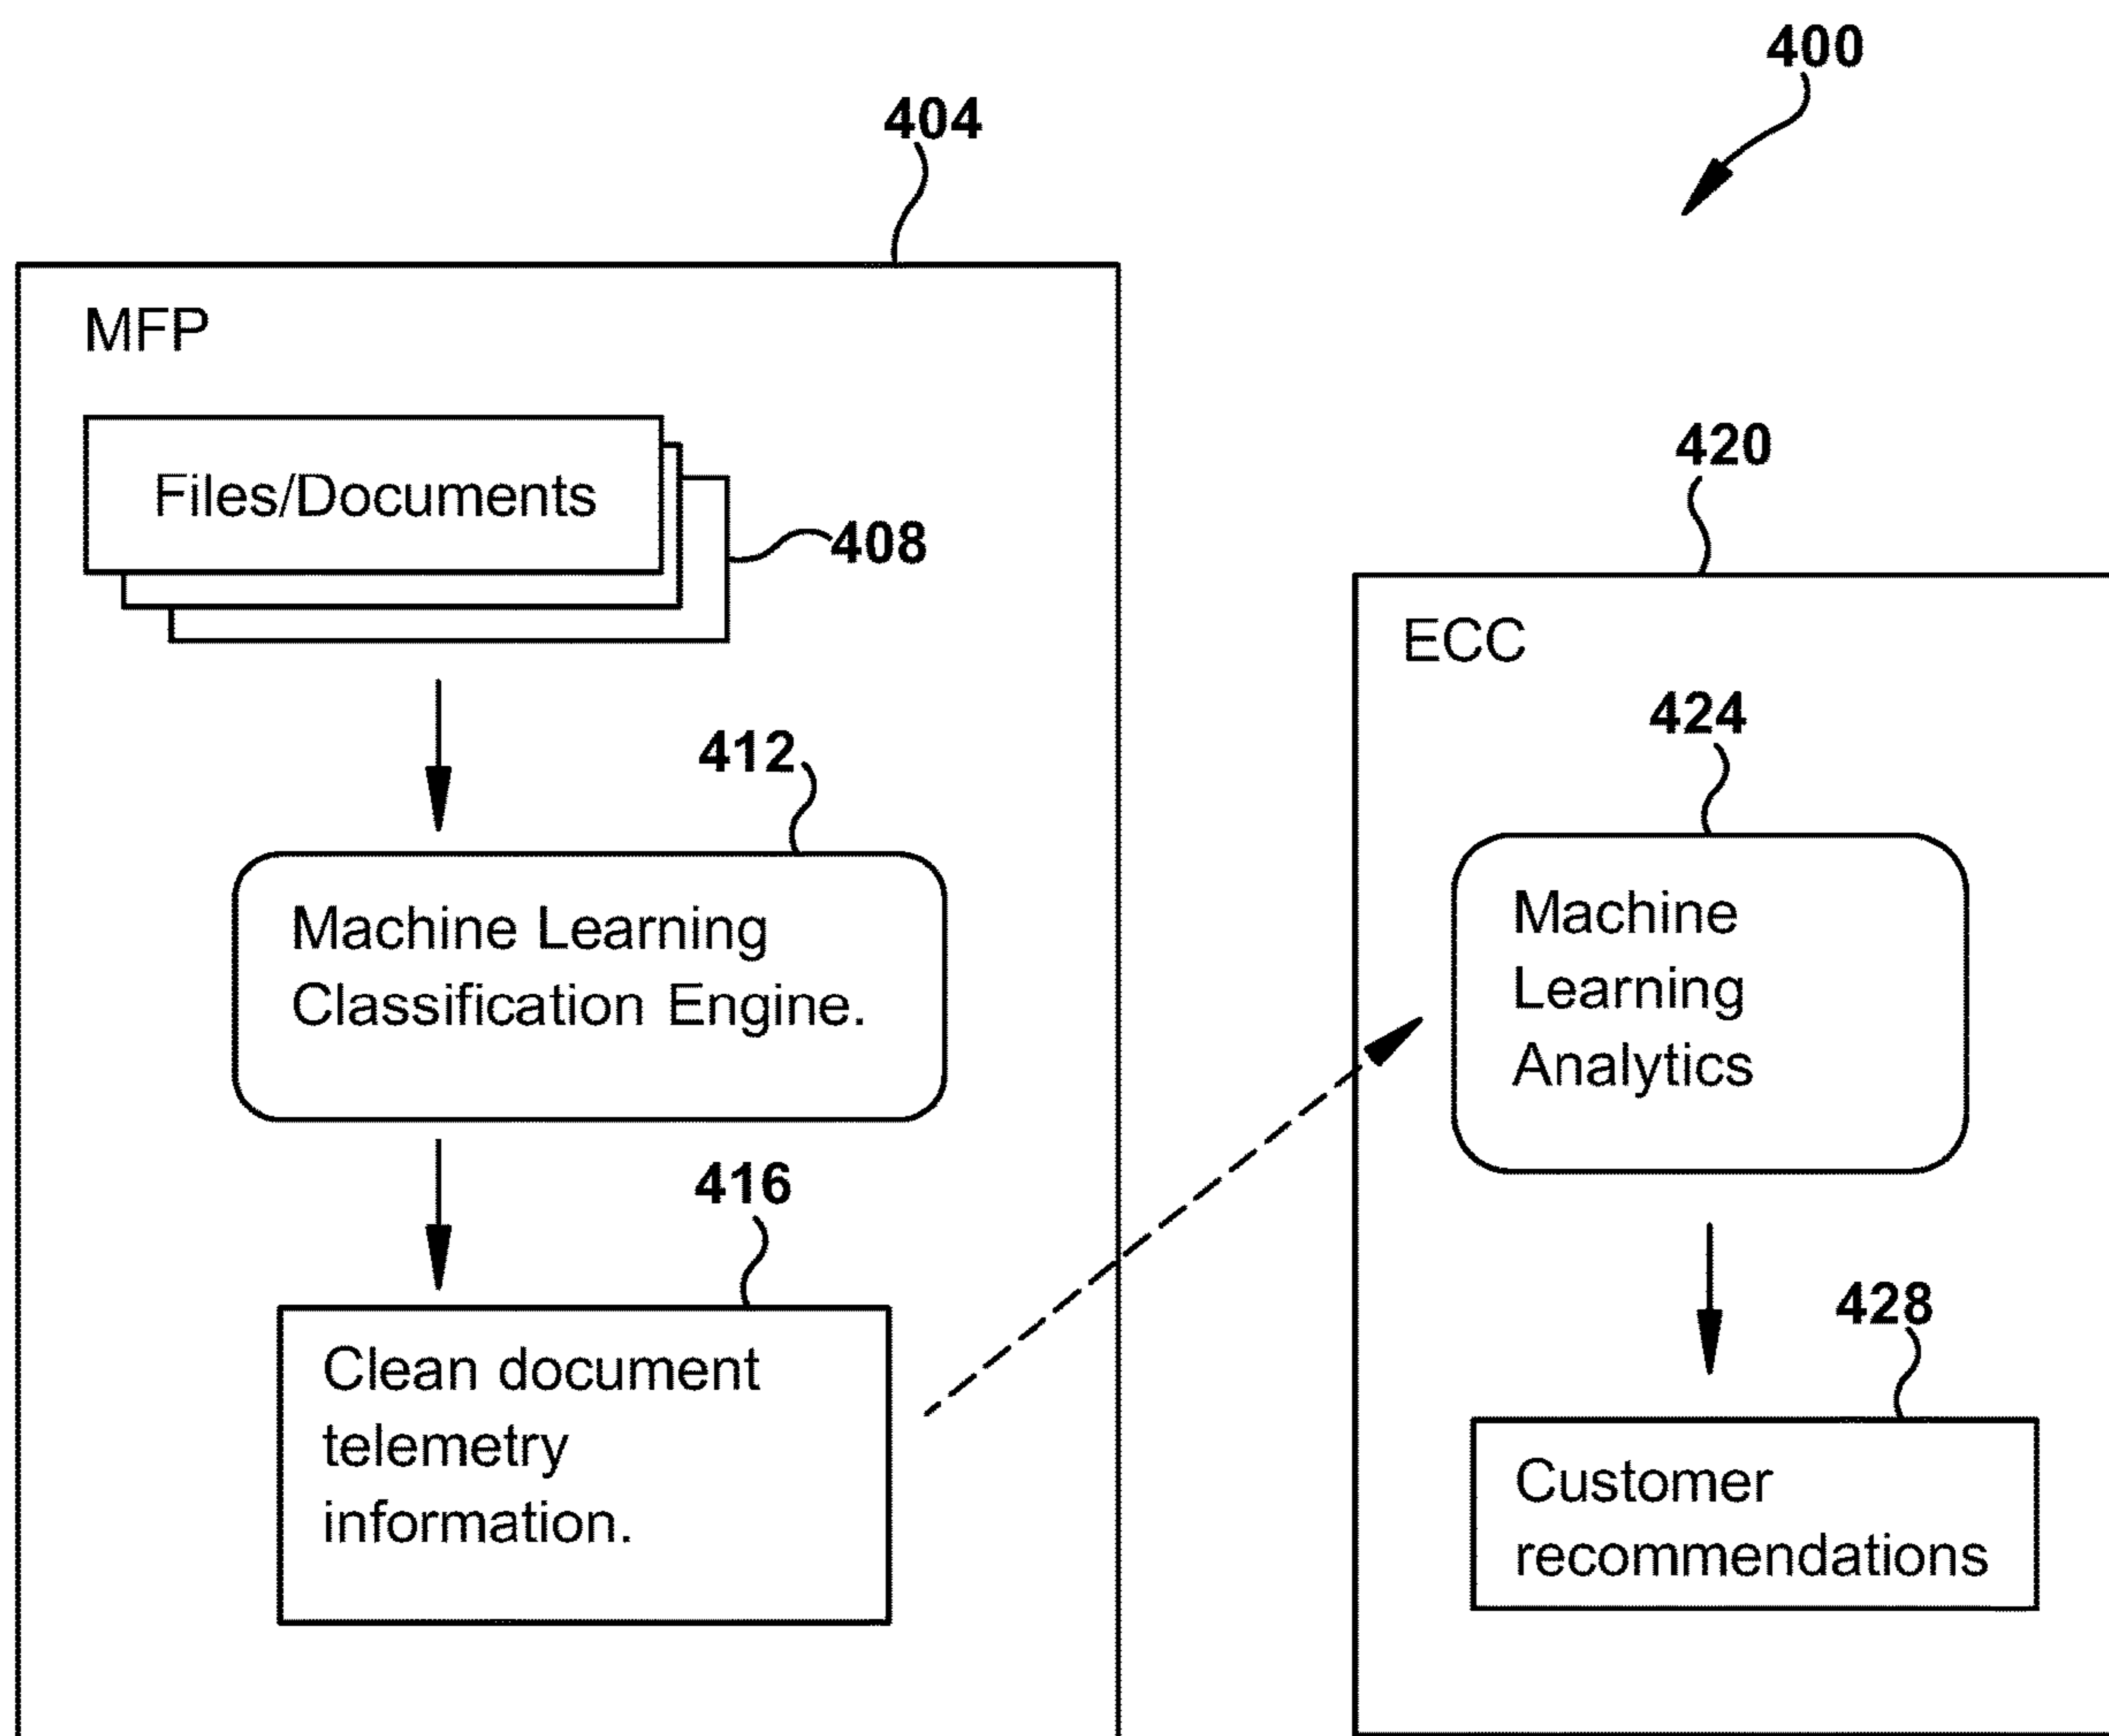 400
404
MFP
Files/Documents
408
412
Machine Learning
Classification Engine.
416
Clean document
telemetry
information.
420
ECC
424
Machine
Learning
Analytics
428
Customer
recommendations